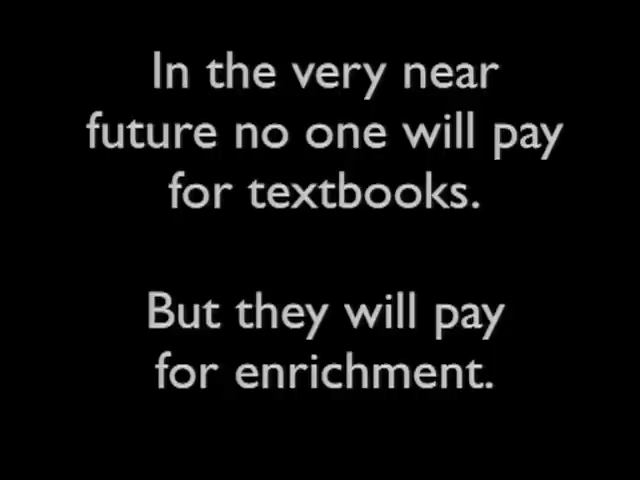 In the very near
future no one will pay
for textbooks.
But they will pay
for enrichment.